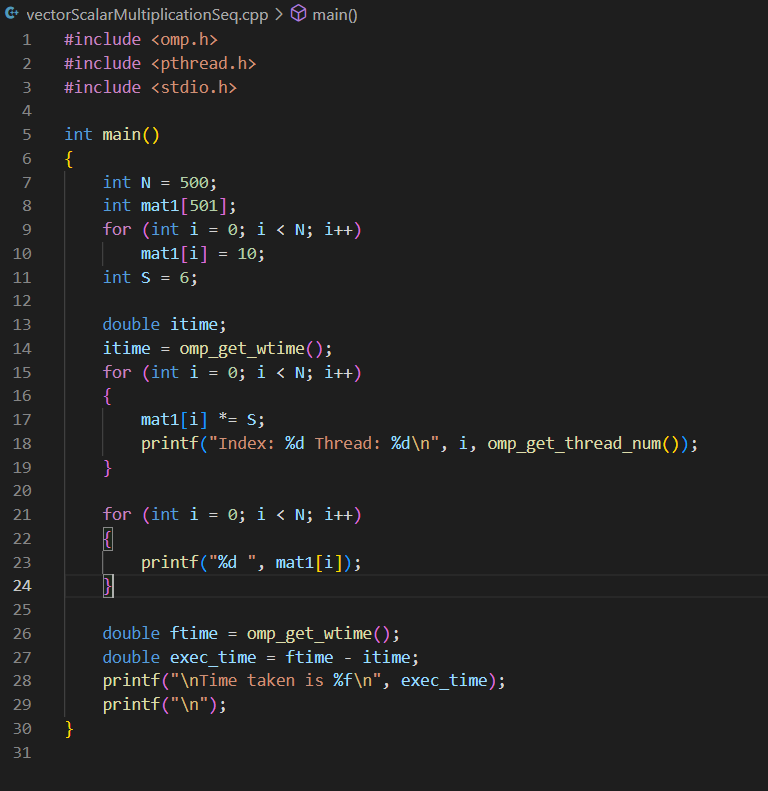 vectorScalarMultiplicationSeq.cpp > main()
1 #include <omp.h>
2 #include <pthread.h>
3 #include <stdio.h>
4
5 int main()
6 {
7     int N = 500;
8     int mat1[501];
9     for (int i = 0; i < N; i++)
10         mat1[i] = 10;
11     int S = 6;
12
13     double itime;
14     itime = omp_get_wtime();
15     for (int i = 0; i < N; i++)
16     {
17         mat1[i] *= S;
18         printf("Index: %d Thread: %d\n", i, omp_get_thread_num());
19     }
20
21     for (int i = 0; i < N; i++)
22     {
23         printf("%d ", mat1[i]);
24     }
25
26     double ftime = omp_get_wtime();
27     double exec_time = ftime - itime;
28     printf("\nTime taken is %f\n", exec_time);
29     printf("\n");
30 }
31